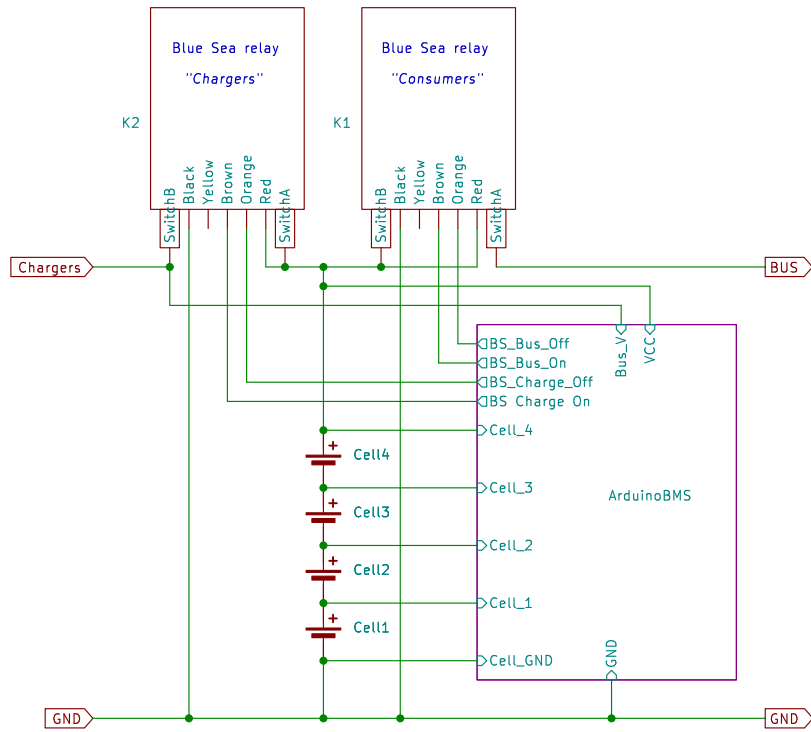 Blue Sea relay
"Chargers"
K2
SwitchB
Black
Yellow
Brown
Orange
Red
SwitchA
Blue Sea relay
"Consumers"
K1
SwitchB
Black
Yellow
Brown
Orange
Red
SwitchA
Chargers
BUS
Bus_V
VCC
BS_Bus_Off
BS_Bus_On
BS_Charge_Off
BS Charge On
Cell_4
Cell_3
Cell_2
Cell_1
Cell_GND
ArduinoBMS
GND
+
Cell4
+
Cell3
+
Cell2
+
Cell1
GND
GND